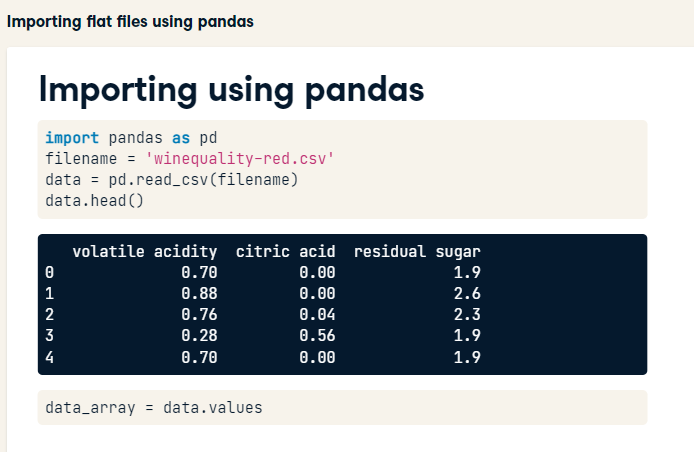 Importing flat files using pandas
Importing using pandas
import pandas as pd
filename = 'winequality-red.csv'
data = pd.read_csv(filename)
data.head()
   volatile acidity  citric acid  residual sugar
0              0.70         0.00             1.9
1              0.88         0.00             2.6
2              0.76         0.04             2.3
3              0.28         0.56             1.9
4              0.70         0.00             1.9
data_array = data.values